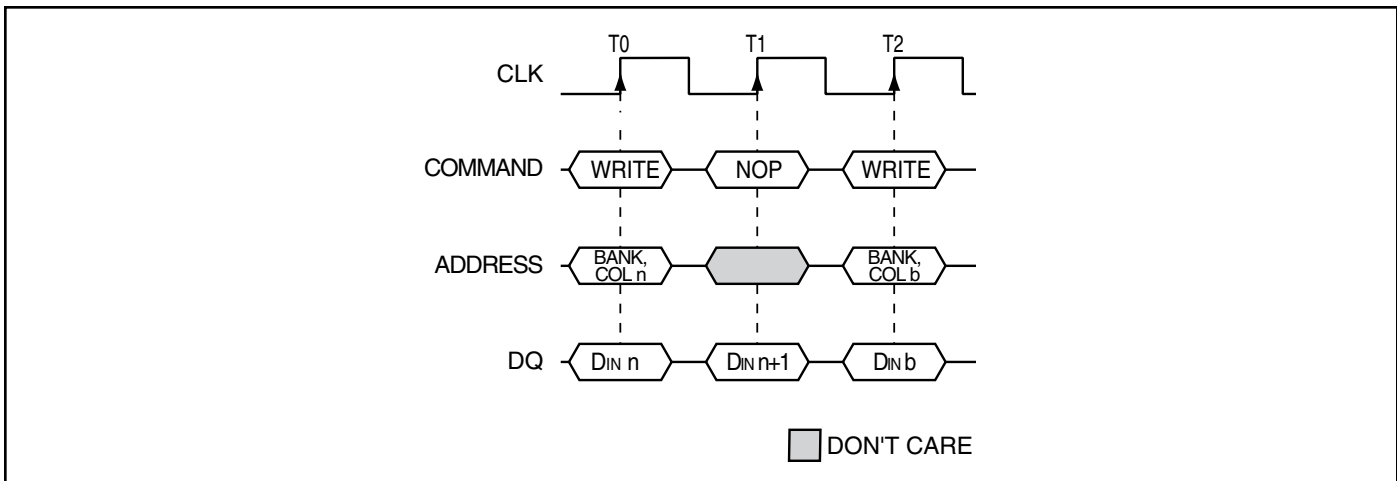 T0 T1 T2
CLK
COMMAND WRITE NOP WRITE
ADDRESS BANK, COL n BANK, COL b
DQ DIN n DIN n+1 DIN b
DON'T CARE